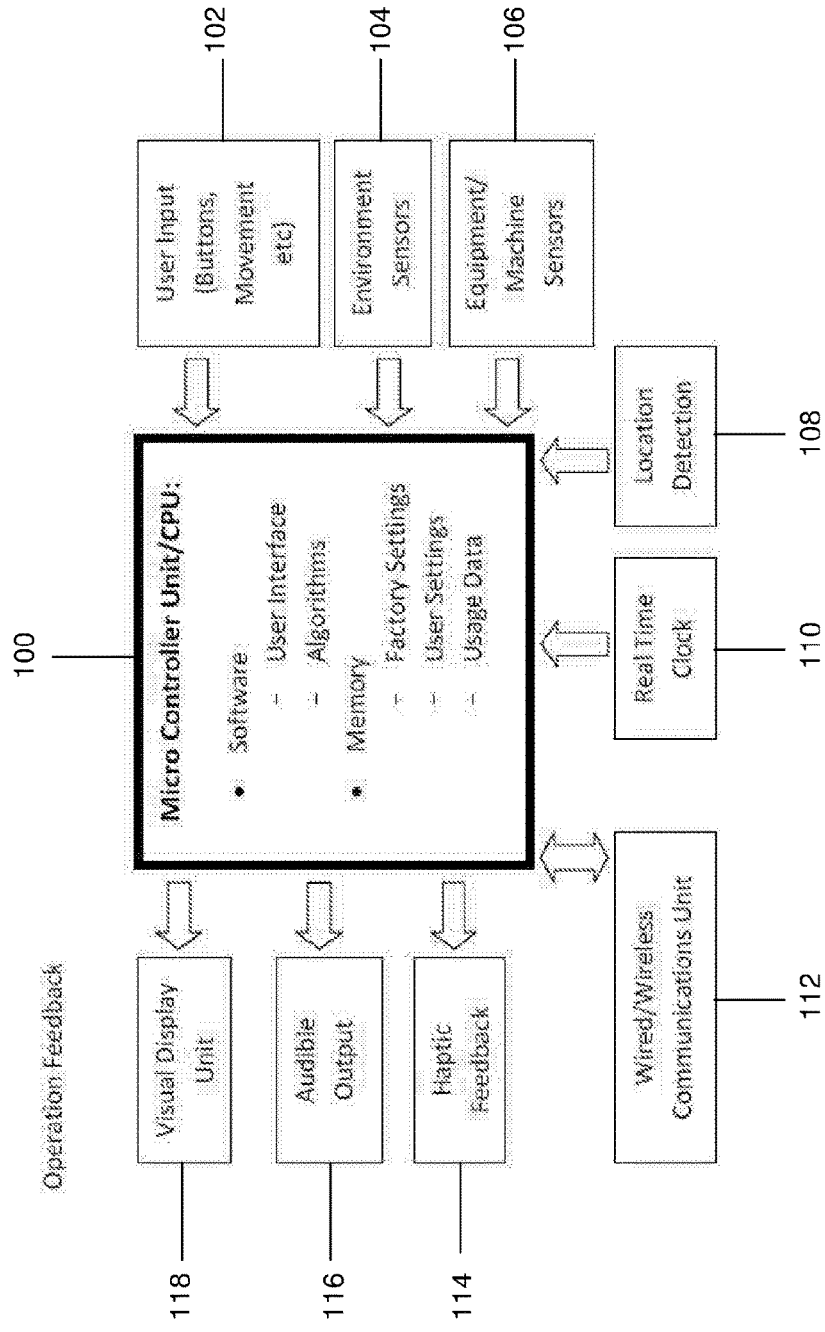 Operation Feedback
100
Visual Display
Unit
118
Audible
Output
116
Haptic
Feedback
114
Micro Controller Unit/CPU:
• Software
– User Interface
– Algorithms
• Memory
– Factory Settings
– User Settings
– Usage Data
User Input
(Buttons,
Movement
etc)
102
Environment
Sensors
104
Equipment/
Machine
Sensors
106
Wired/Wireless
Communications Unit
112
Real Time
Clock
110
Location
Detection
108